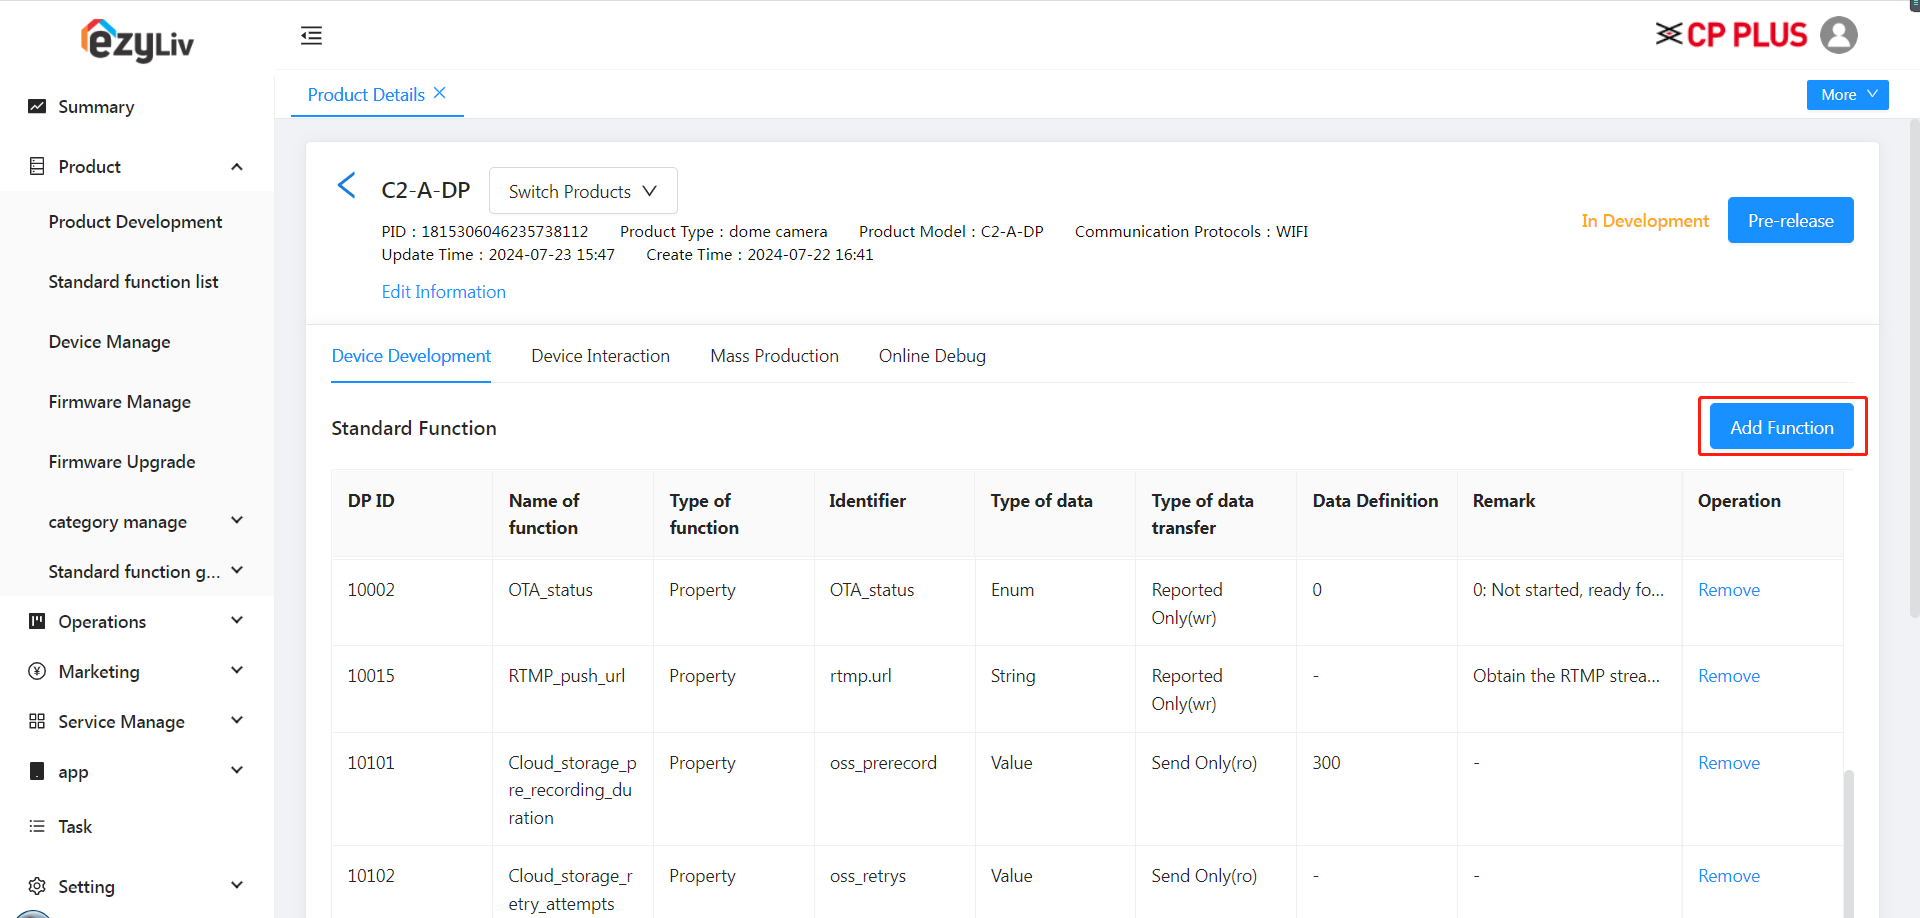 ezyLiv
CP PLUS
Summary
Product
Product Development
Standard function list
Device Manage
Firmware Manage
Firmware Upgrade
category manage
Standard function g...
Operations
Marketing
Service Manage
app
Task
Setting
Product Details
More
C2-A-DP
Switch Products
PID : 1815306046235738112 Product Type : dome camera Product Model : C2-A-DP Communication Protocols : WIFI
Update Time : 2024-07-23 15:47 Create Time : 2024-07-22 16:41
Edit Information
In Development
Pre-release
Device Development Device Interaction Mass Production Online Debug
Standard Function
Add Function
DP ID
Name of
function
Type of
function
Identifier
Type of data
Type of data
transfer
Data Definition
Remark
Operation
10002
OTA_status
Property
OTA_status
Enum
Reported
Only(wr)
0
0: Not started, ready fo...
Remove
10015
RTMP_push_url
Property
rtmp.url
String
Reported
Only(wr)
-
Obtain the RTMP strea...
Remove
10101
Cloud_storage_p
re_recording_du
ration
Property
oss_prerecord
Value
Send Only(ro)
300
-
Remove
10102
Cloud_storage_r
etry_attempts
Property
oss_retrys
Value
Send Only(ro)
-
-
Remove